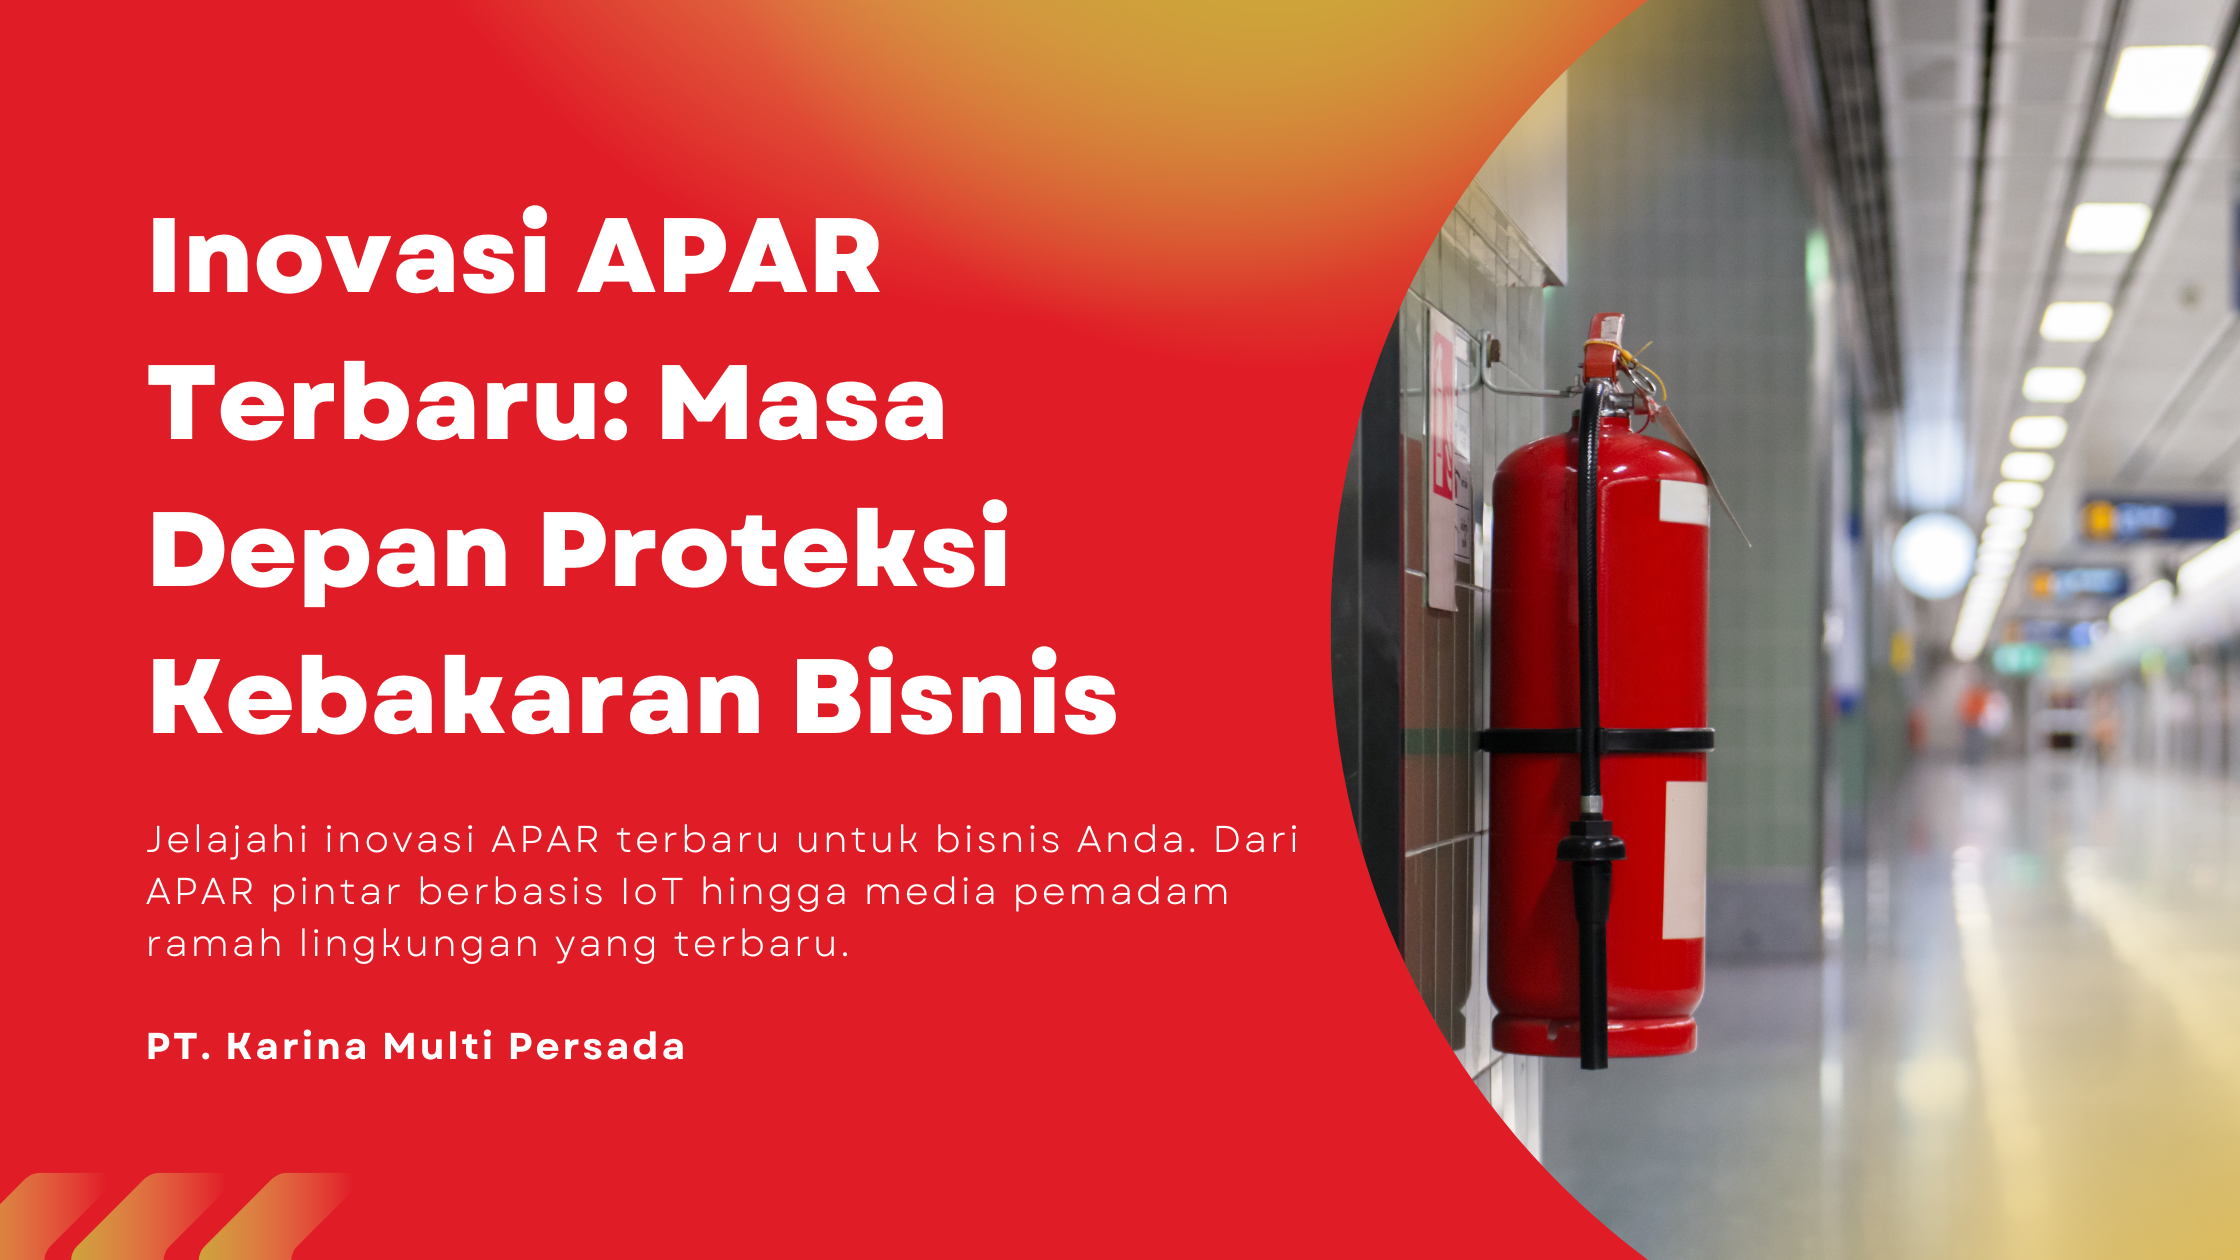 Inovasi APAR
Terbaru: Masa
Depan Proteksi
Kebakaran Bisnis
Jelajahi inovasi APAR terbaru untuk bisnis Anda. Dari
APAR pintar berbasis IoT hingga media pemadam
ramah lingkungan yang terbaru.
PT. Karina Multi Persada